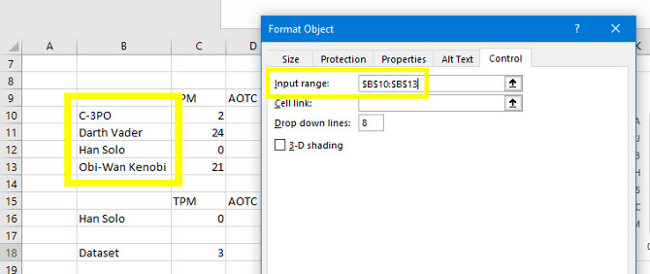 Format Object
Size Protection Properties Alt Text Control
Input range: $B$10:$B$13
Cell link:
Drop down lines: 8
3-D shading
A B C D K
7
8
9 TPM AOTC
10 C-3PO 2
11 Darth Vader 24
12 Han Solo 0
13 Obi-Wan Kenobi 21
14
15 TPM AOTC
16 Han Solo 0
17
18 Dataset 3
A
J
B
H
H
S
C
M